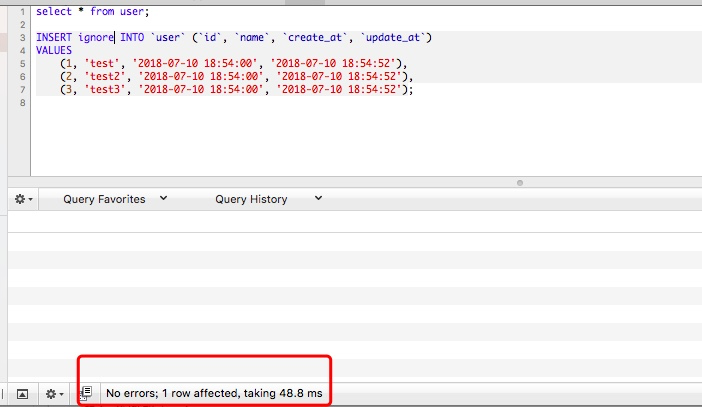 1 select * from user;
2
3 INSERT ignore INTO `user` (`id`, `name`, `create_at`, `update_at`)
4 VALUES
5 (1, 'test', '2018-07-10 18:54:00', '2018-07-10 18:54:52'),
6 (2, 'test2', '2018-07-10 18:54:00', '2018-07-10 18:54:52'),
7 (3, 'test3', '2018-07-10 18:54:00', '2018-07-10 18:54:52');
8
Query Favorites Query History
No errors; 1 row affected, taking 48.8 ms